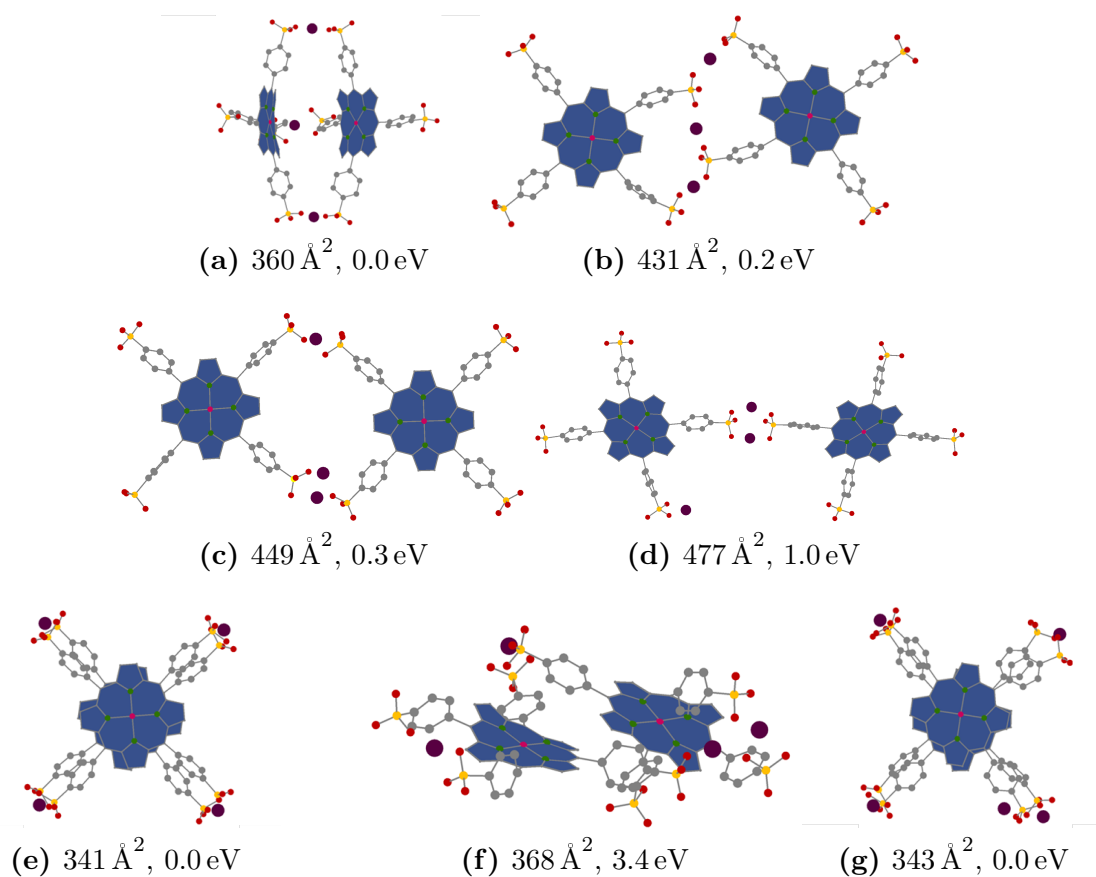 (a) 360 Å², 0.0 eV
(b) 431 Å², 0.2 eV
(c) 449 Å², 0.3 eV
(d) 477 Å², 1.0 eV
(e) 341 Å², 0.0 eV
(f) 368 Å², 3.4 eV
(g) 343 Å², 0.0 eV